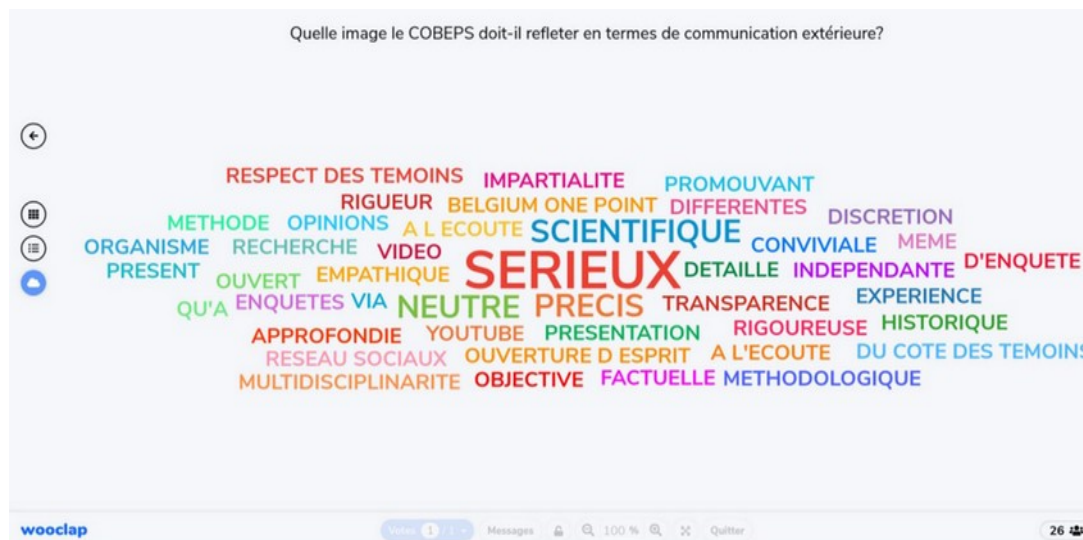 Quelle image le COBEPS doit-il refleter en termes de communication extérieure?
RESPECT DES TEMOINS IMPARTIALITE PROMOUVANT
RIGUEUR BELGIUM ONE POINT DIFFERENTES
METHODE OPINIONS A L ECOUTE SCIENTIFIQUE DISCRETION
ORGANISME RECHERCHE VIDEO CONVIVIALE MEME
PRESENT OUVERT EMPATHIQUE SERIEUX DETAILLE INDEPENDANTE D'ENQUETE
QU'A ENQUETES VIA NEUTRE PRECIS TRANSPARENCE EXPERIENCE
APPROFONDIE YOUTUBE PRESENTATION RIGOUREUSE HISTORIQUE
RESEAU SOCIAUX OUVERTURE D ESPRIT A L'ECOUTE DU COTE DES TEMOINS
MULTIDISCIPLINARITE OBJECTIVE FACTUELLE METHODOLOGIQUE
wooclap Votes 1 / 1 Messages 100 % Quitter 26